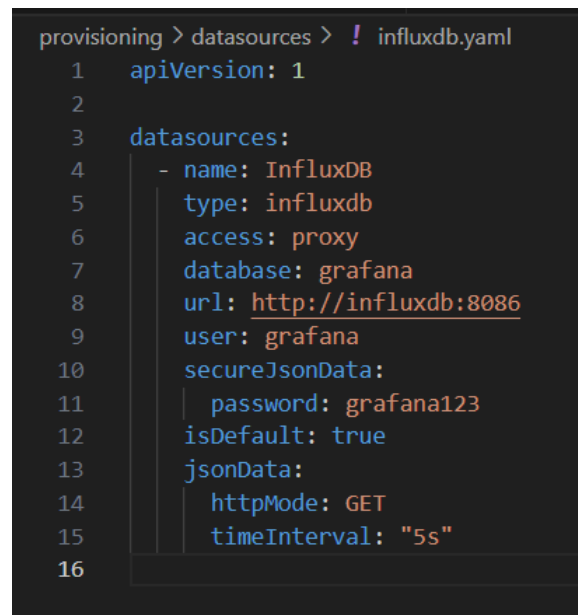 provisioning > datasources > ! influxdb.yaml
1 apiVersion: 1
2
3 datasources:
4   - name: InfluxDB
5     type: influxdb
6     access: proxy
7     database: grafana
8     url: http://influxdb:8086
9     user: grafana
10     secureJsonData:
11       password: grafana123
12     isDefault: true
13     jsonData:
14       httpMode: GET
15       timeInterval: "5s"
16